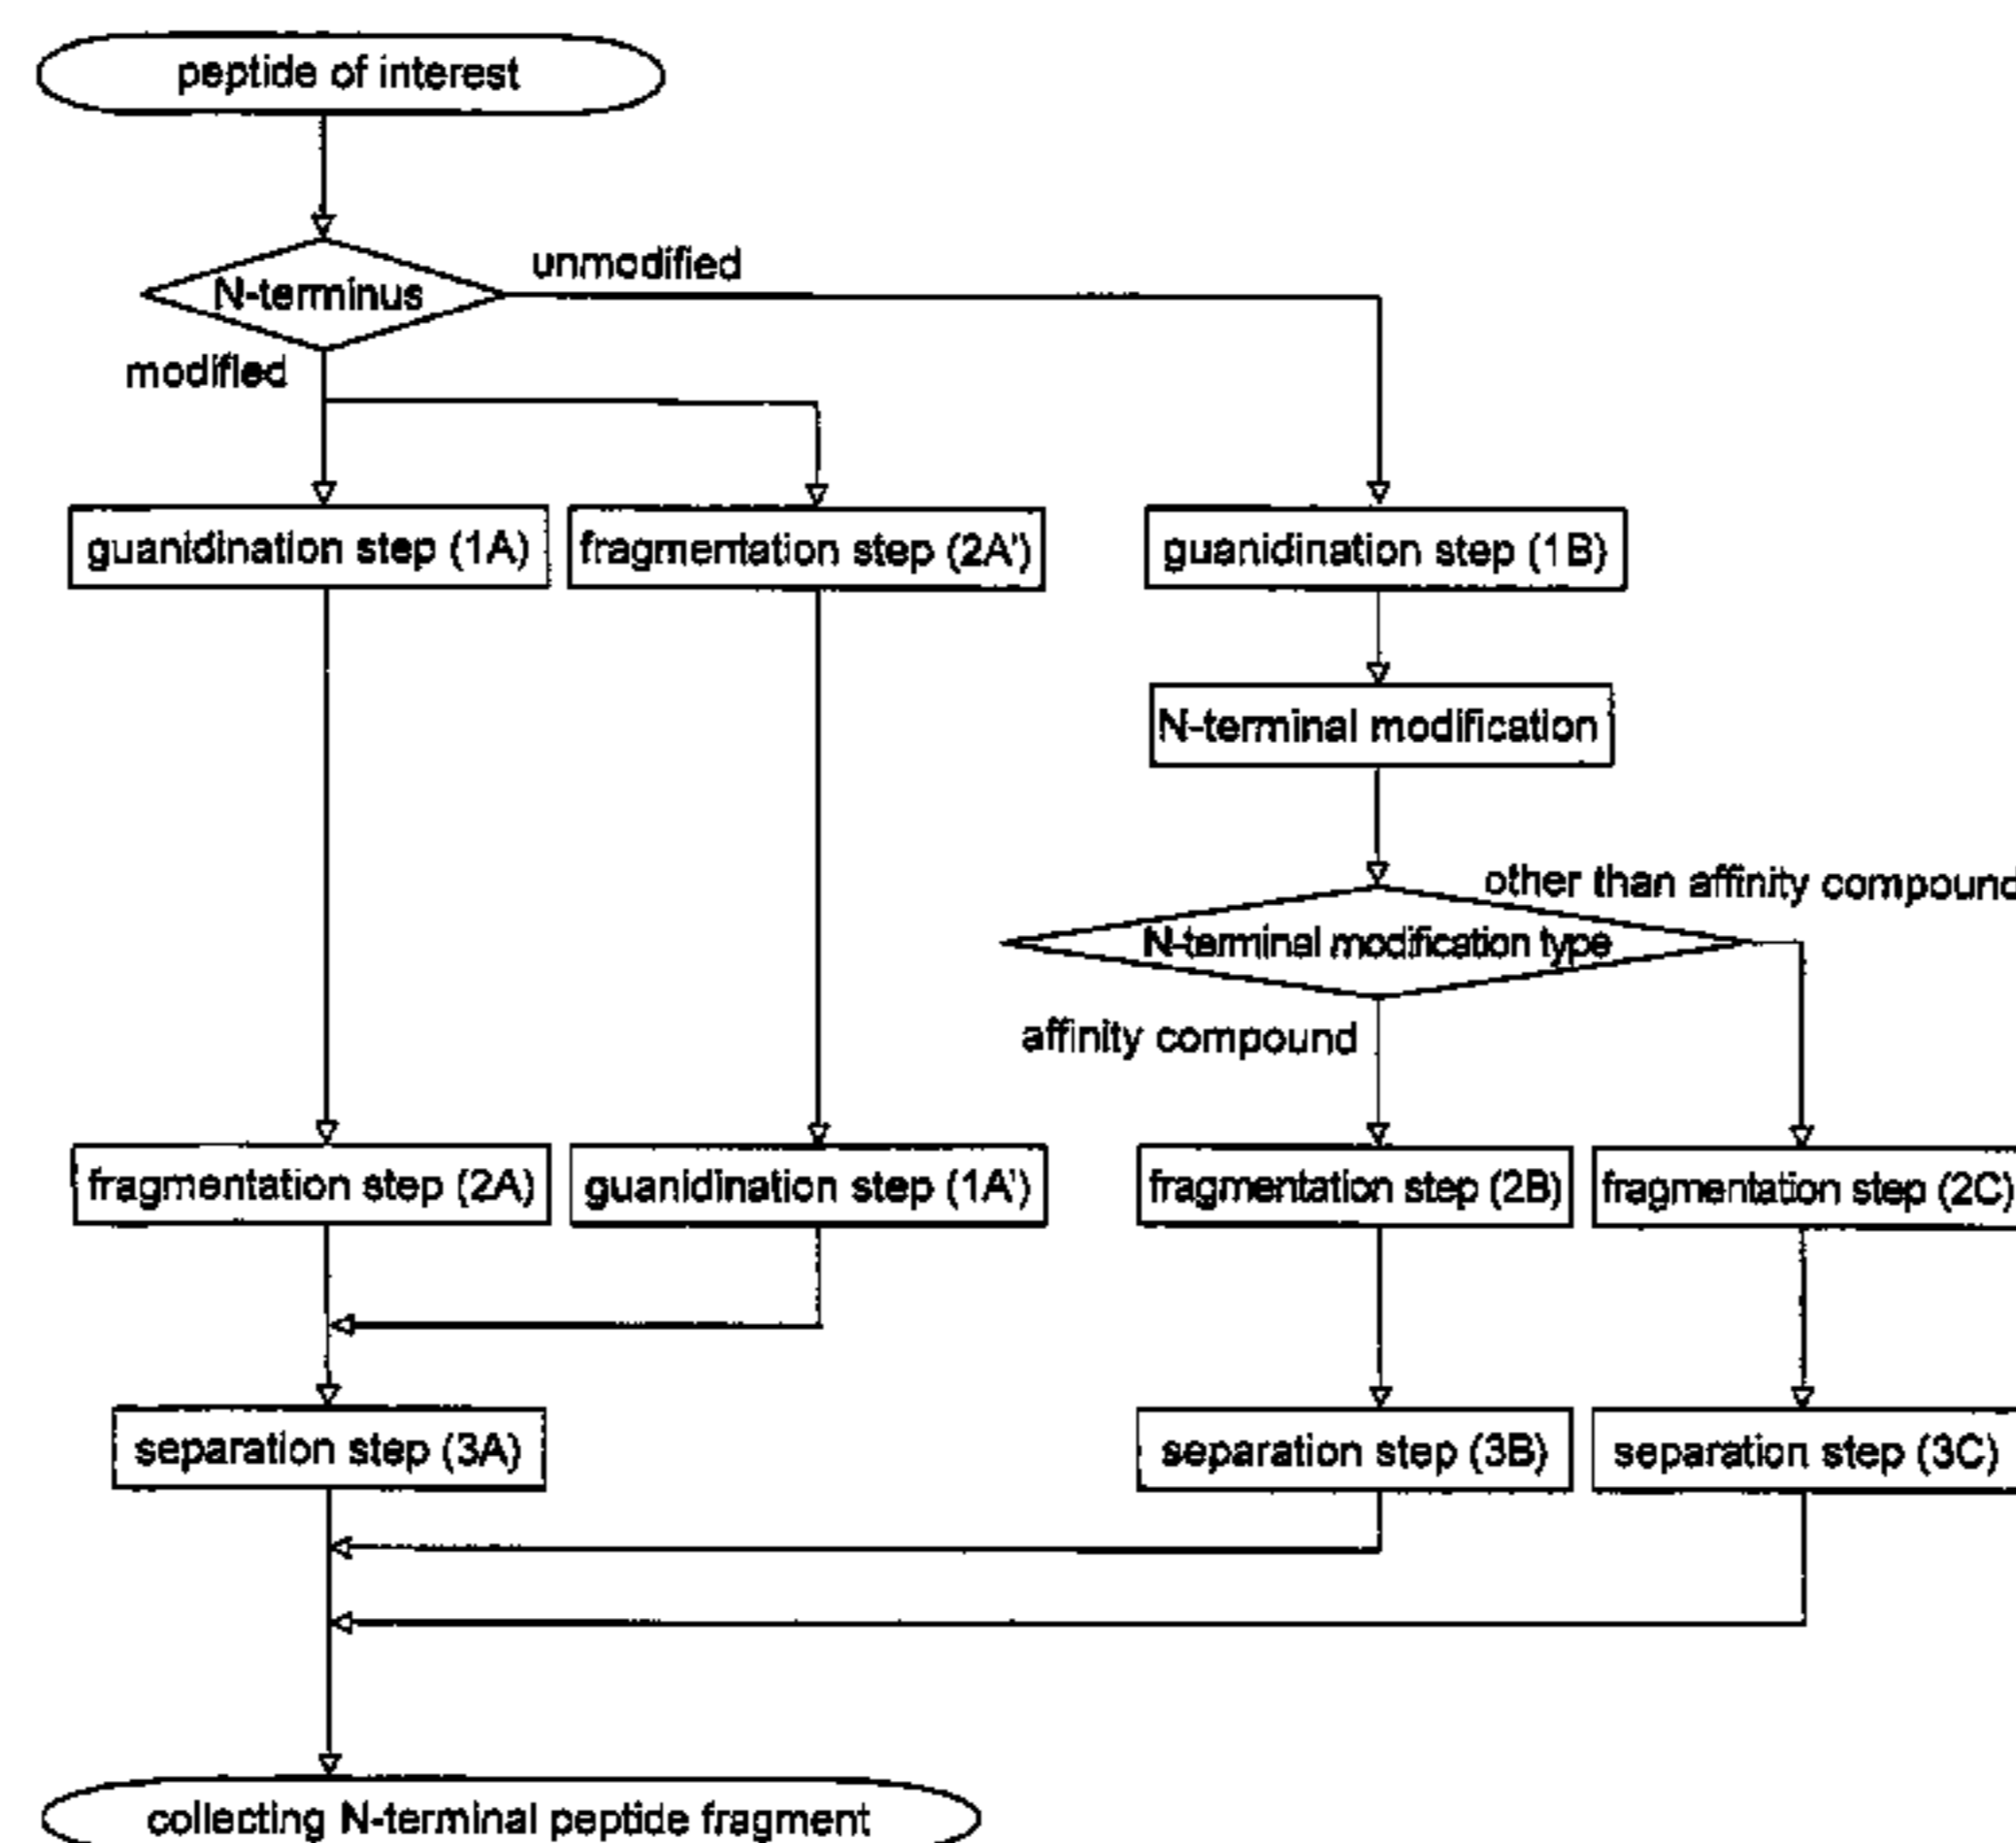 peptide of interest
N-terminus
unmodified
modified
guanidination step (1A)
fragmentation step (2A')
guanidination step (1B)
N-terminal modification
other than affinity compound
N-terminal modification type
affinity compound
fragmentation step (2A)
guanidination step (1A')
fragmentation step (2B)
fragmentation step (2C)
separation step (3A)
separation step (3B)
separation step (3C)
collecting N-terminal peptide fragment